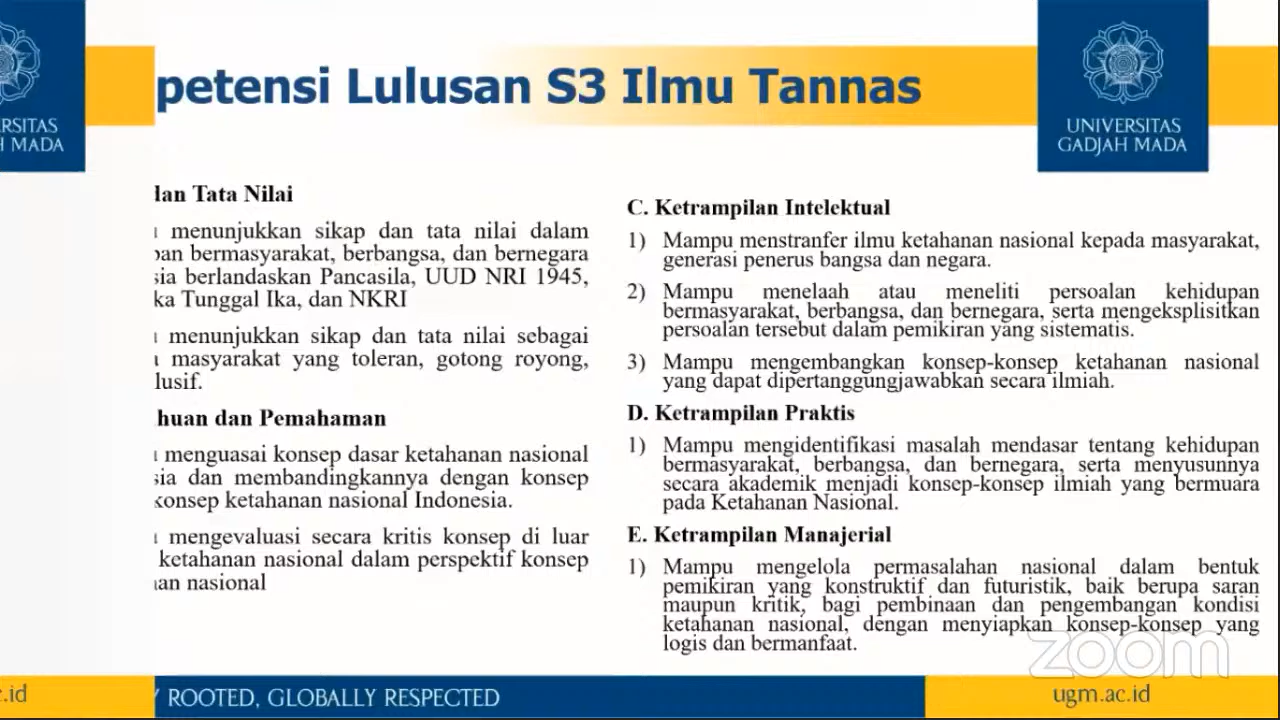 petensi Lulusan S3 Ilmu Tannas
RSITAS
H MADA
UNIVERSITAS
GADJAH MADA
dan Tata Nilai
menunjukkan sikap dan tata nilai dalam
an bermasyarakat, berbangsa, dan bernegara
sia berlandaskan Pancasila, UUD NRI 1945,
ka Tunggal Ika, dan NKRI
menunjukkan sikap dan tata nilai sebagai
masyarakat yang toleran, gotong royong,
lusif.
huan dan Pemahaman
menguasai konsep dasar ketahanan nasional
sia dan membandingkannya dengan konsep
konsep ketahanan nasional Indonesia.
mengevaluasi secara kritis konsep di luar
ketahanan nasional dalam perspektif konsep
an nasional
C. Ketrampilan Intelektual
1) Mampu menstranfer ilmu ketahanan nasional kepada masyarakat,
generasi penerus bangsa dan negara.
2) Mampu menelaah atau meneliti persoalan kehidupan
bermasyarakat, berbangsa, dan bernegara, serta mengeksplisitkan
persoalan tersebut dalam pemikiran yang sistematis.
3) Mampu mengembangkan konsep-konsep ketahanan nasional
yang dapat dipertanggungjawabkan secara ilmiah.
D. Ketrampilan Praktis
1) Mampu mengidentifikasi masalah mendasar tentang kehidupan
bermasyarakat, berbangsa, dan bernegara, serta menyusunnya
secara akademik menjadi konsep-konsep ilmiah yang bermuara
pada Ketahanan Nasional.
E. Ketrampilan Manajerial
1) Mampu mengelola permasalahan nasional dalam bentuk
pemikiran yang konstruktif dan futuristik, baik berupa saran
maupun kritik, bagi pembinaan dan pengembangan kondisi
ketahanan nasional, dengan menyiapkan konsep-konsep yang
logis dan bermanfaat.
zoom
c.id
Y ROOTED, GLOBALLY RESPECTED
ugm.ac.id